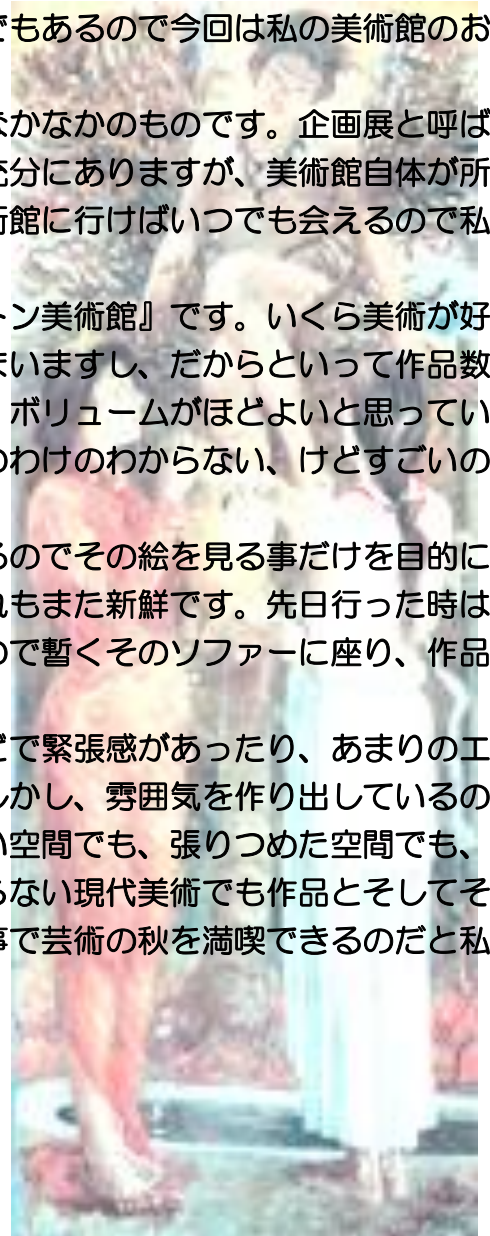 でもあるので今回は私の美術館のお
なかなかのものです。企画展と呼ば
充分にありますが、美術館自体が所
術館に行けばいつでも会えるので私
トン美術館』です。いくら美術が好
まいますし、だからといって作品数
ボリュームがほどよいと思ってい
のわけのわからない、けどすごいの
るのでその絵を見る事だけを目的に
れもまた新鮮です。先日行った時は
ので暫くそのソファーに座り、作品
どで緊張感があったり、あまりのエ
しかし、雰囲気を作り出しているの
い空間でも、張りつめた空間でも、
らない現代美術でも作品とそしてそ
事で芸術の秋を満喫できるのだと私